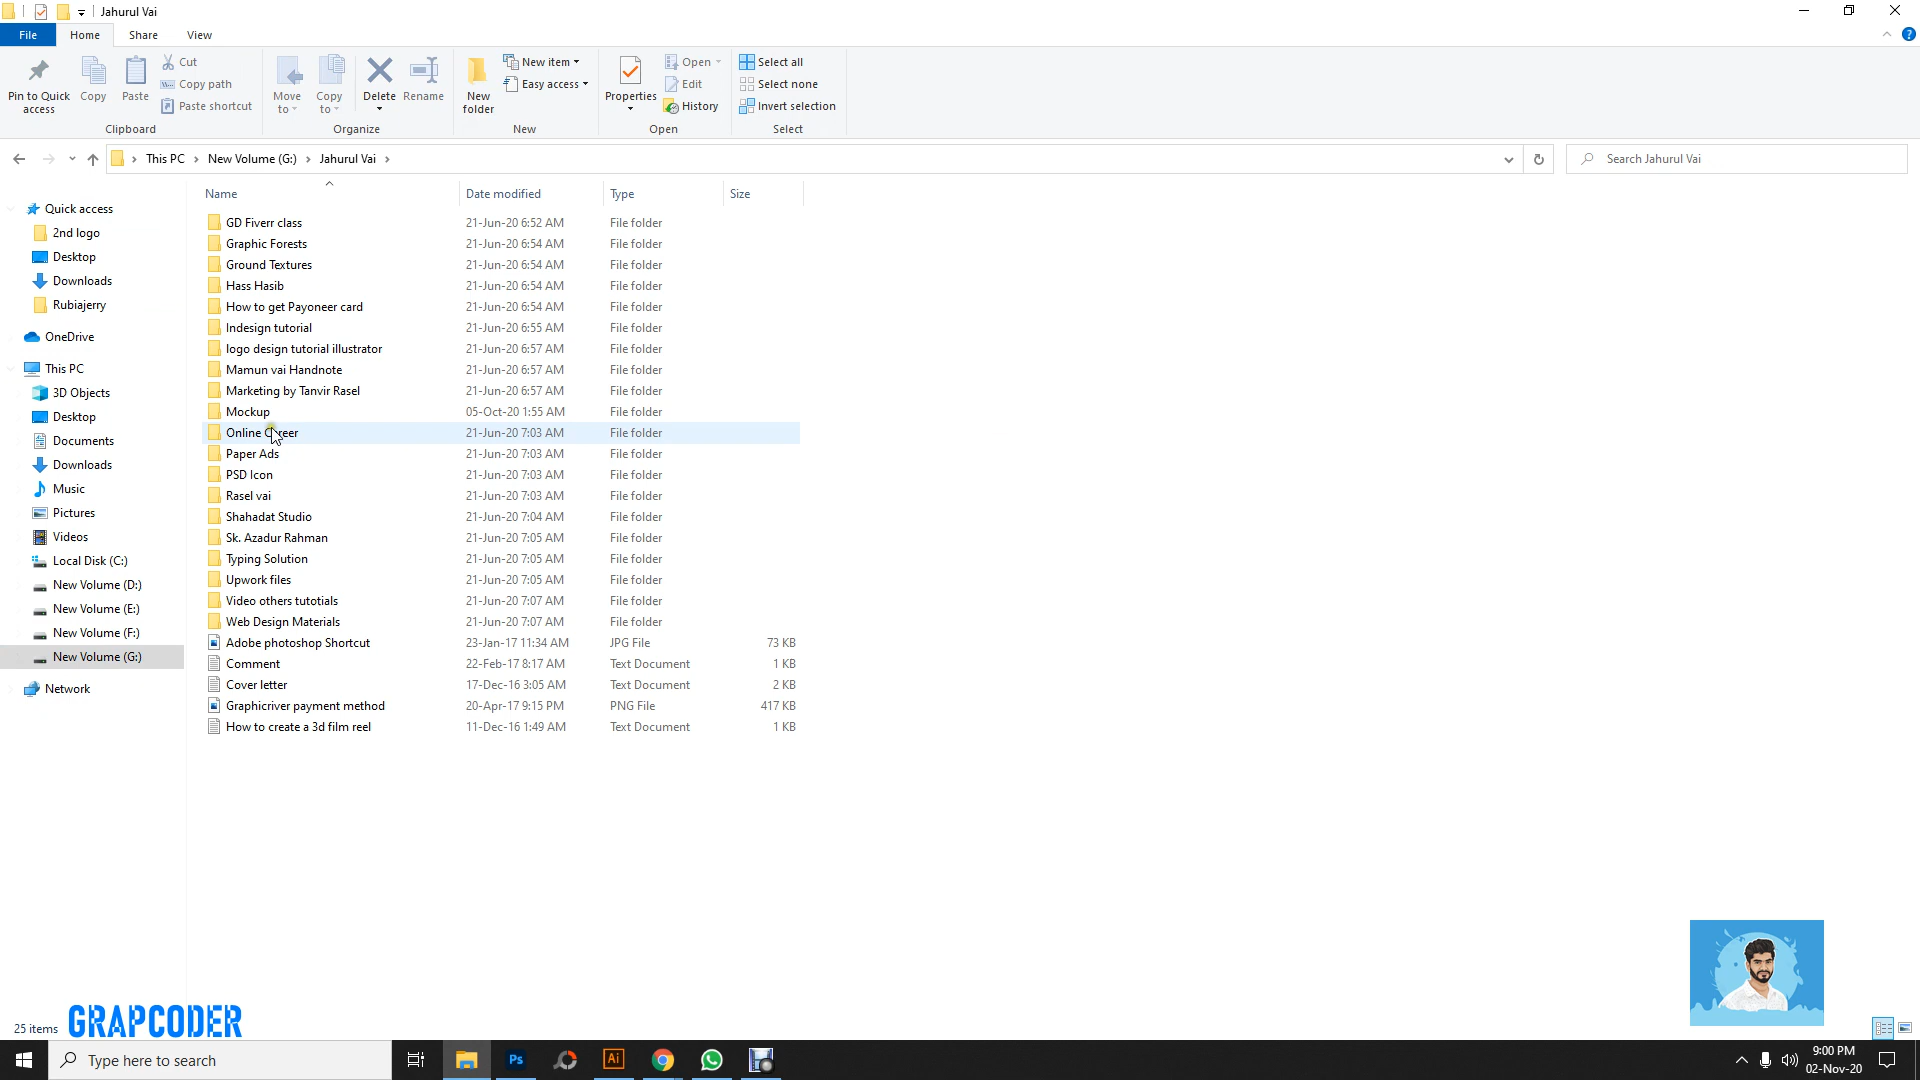 Jahurul Vai
File Home Share View
Pin to Quick access
Copy
Paste
Cut
Copy path
Paste shortcut
Clipboard
Move to
Copy to
Delete
Rename
Organize
New folder
New item
Easy access
New
Properties
Open
Edit
History
Open
Select all
Select none
Invert selection
Select
This PC › New Volume (G:) › Jahurul Vai ›
Search Jahurul Vai
Quick access
2nd logo
Desktop
Downloads
Rubiajerry
OneDrive
This PC
3D Objects
Desktop
Documents
Downloads
Music
Pictures
Videos
Local Disk (C:)
New Volume (D:)
New Volume (E:)
New Volume (F:)
New Volume (G:)
Network
Name Date modified Type Size
GD Fiverr class 21-Jun-20 6:52 AM File folder
Graphic Forests 21-Jun-20 6:54 AM File folder
Ground Textures 21-Jun-20 6:54 AM File folder
Hass Hasib 21-Jun-20 6:54 AM File folder
How to get Payoneer card 21-Jun-20 6:54 AM File folder
Indesign tutorial 21-Jun-20 6:55 AM File folder
logo design tutorial illustrator 21-Jun-20 6:57 AM File folder
Mamun vai Handnote 21-Jun-20 6:57 AM File folder
Marketing by Tanvir Rasel 21-Jun-20 6:57 AM File folder
Mockup 05-Oct-20 1:55 AM File folder
Online Career 21-Jun-20 7:03 AM File folder
Paper Ads 21-Jun-20 7:03 AM File folder
PSD Icon 21-Jun-20 7:03 AM File folder
Rasel vai 21-Jun-20 7:03 AM File folder
Shahadat Studio 21-Jun-20 7:04 AM File folder
Sk. Azadur Rahman 21-Jun-20 7:05 AM File folder
Typing Solution 21-Jun-20 7:05 AM File folder
Upwork files 21-Jun-20 7:05 AM File folder
Video others tutotials 21-Jun-20 7:07 AM File folder
Web Design Materials 21-Jun-20 7:07 AM File folder
Adobe photoshop Shortcut 23-Jan-17 11:34 AM JPG File 73 KB
Comment 22-Feb-17 8:17 AM Text Document 1 KB
Cover letter 17-Dec-16 3:05 AM Text Document 2 KB
Graphicriver payment method 20-Apr-17 9:15 PM PNG File 417 KB
How to create a 3d film reel 11-Dec-16 1:49 AM Text Document 1 KB
25 items
GRAPCODER
Type here to search
Ps
Ai
9:00 PM
02-Nov-20